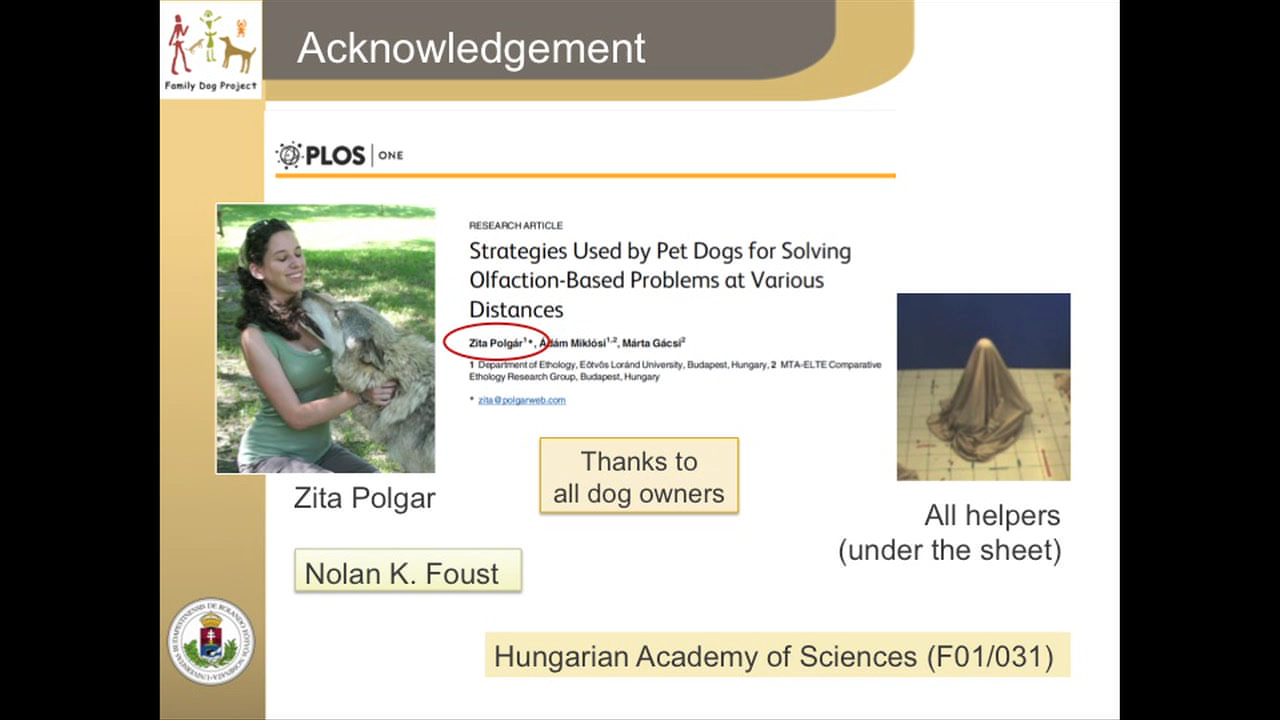 Acknowledgement
Family Dog Project
PLOS ONE
RESEARCH ARTICLE
Strategies Used by Pet Dogs for Solving
Olfaction-Based Problems at Various
Distances
Zita Polgár1*, Ádám Miklósi1,2, Márta Gácsi2
1 Department of Ethology, Eötvös Loránd University, Budapest, Hungary, 2 MTA-ELTE Comparative
Ethology Research Group, Budapest, Hungary
* zita@polgarweb.com
Thanks to
all dog owners
Zita Polgar
All helpers
(under the sheet)
Nolan K. Foust
Hungarian Academy of Sciences (F01/031)